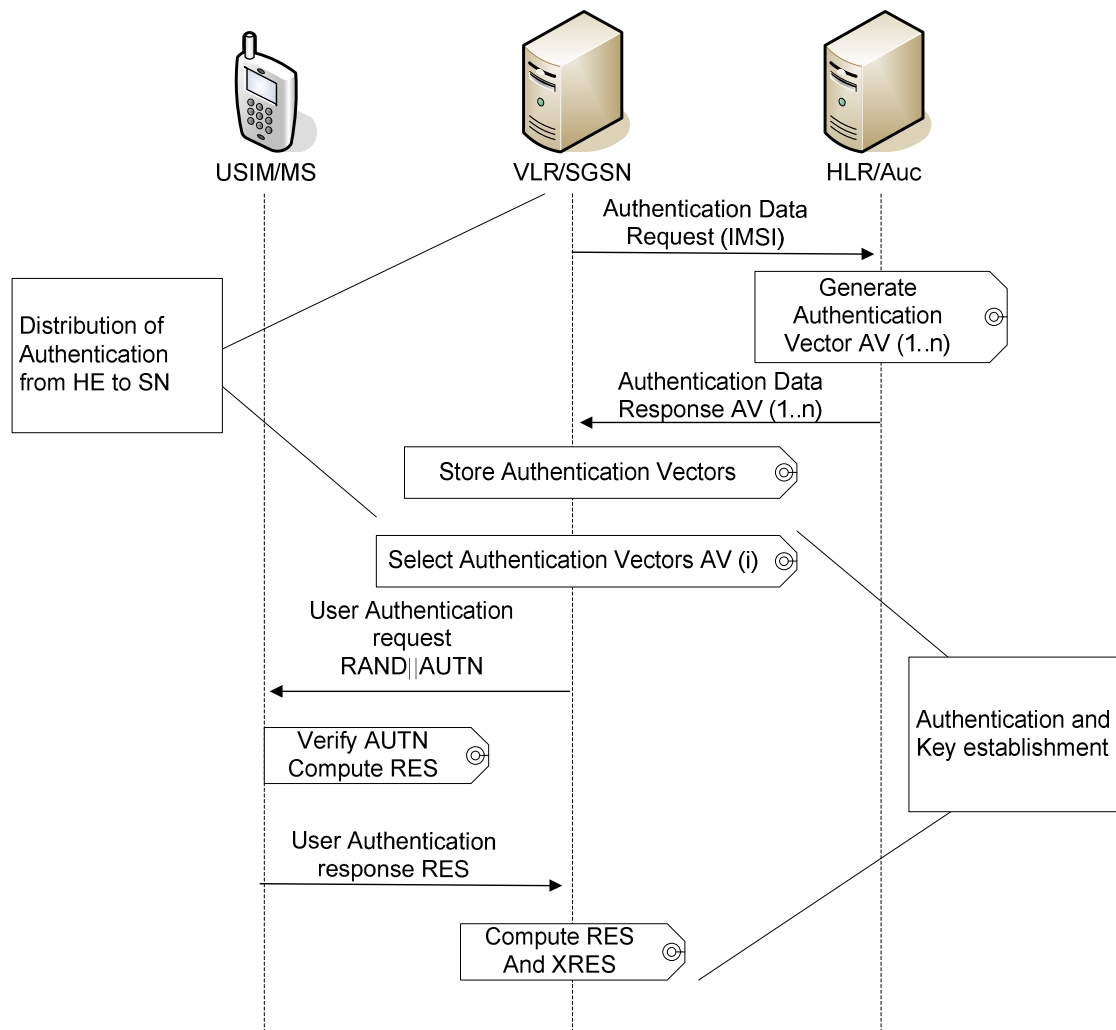 USIM/MS
VLR/SGSN
HLR/Auc
Authentication Data
Request (IMSI)
Generate
Authentication
Vector AV (1..n)
Distribution of
Authentication
from HE to SN
Authentication Data
Response AV (1..n)
Store Authentication Vectors
Select Authentication Vectors AV (i)
User Authentication
request
RAND||AUTN
Authentication and
Key establishment
Verify AUTN
Compute RES
User Authentication
response RES
Compute RES
And XRES